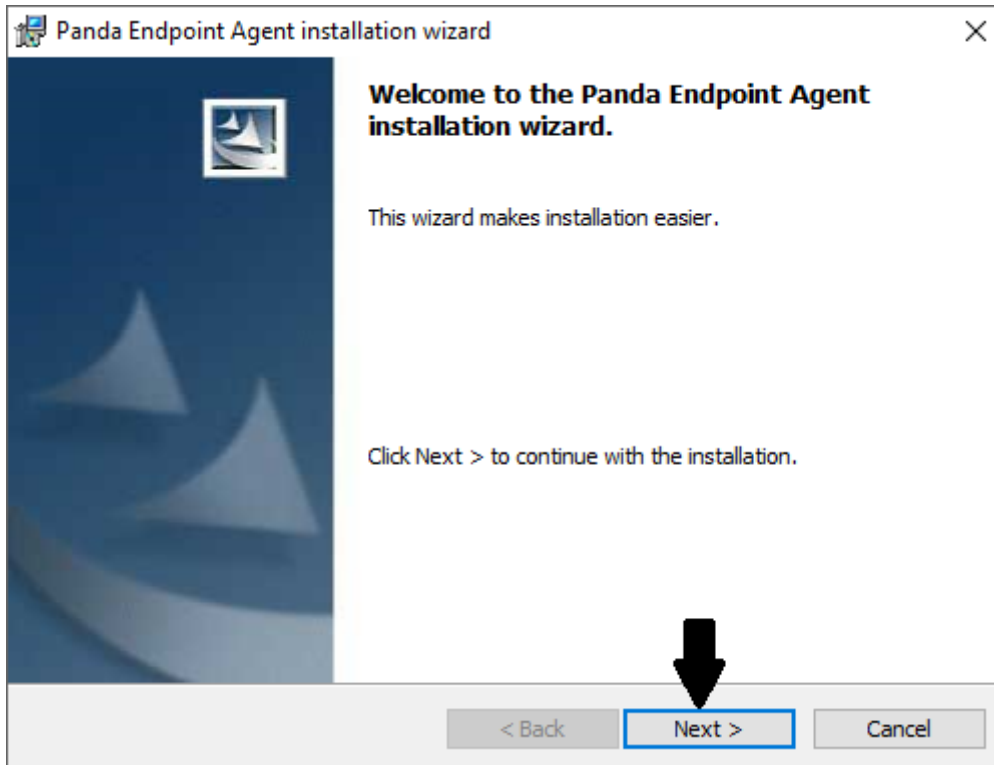 Panda Endpoint Agent installation wizard
Welcome to the Panda Endpoint Agent
installation wizard.
This wizard makes installation easier.
Click Next > to continue with the installation.
< Back
Next >
Cancel